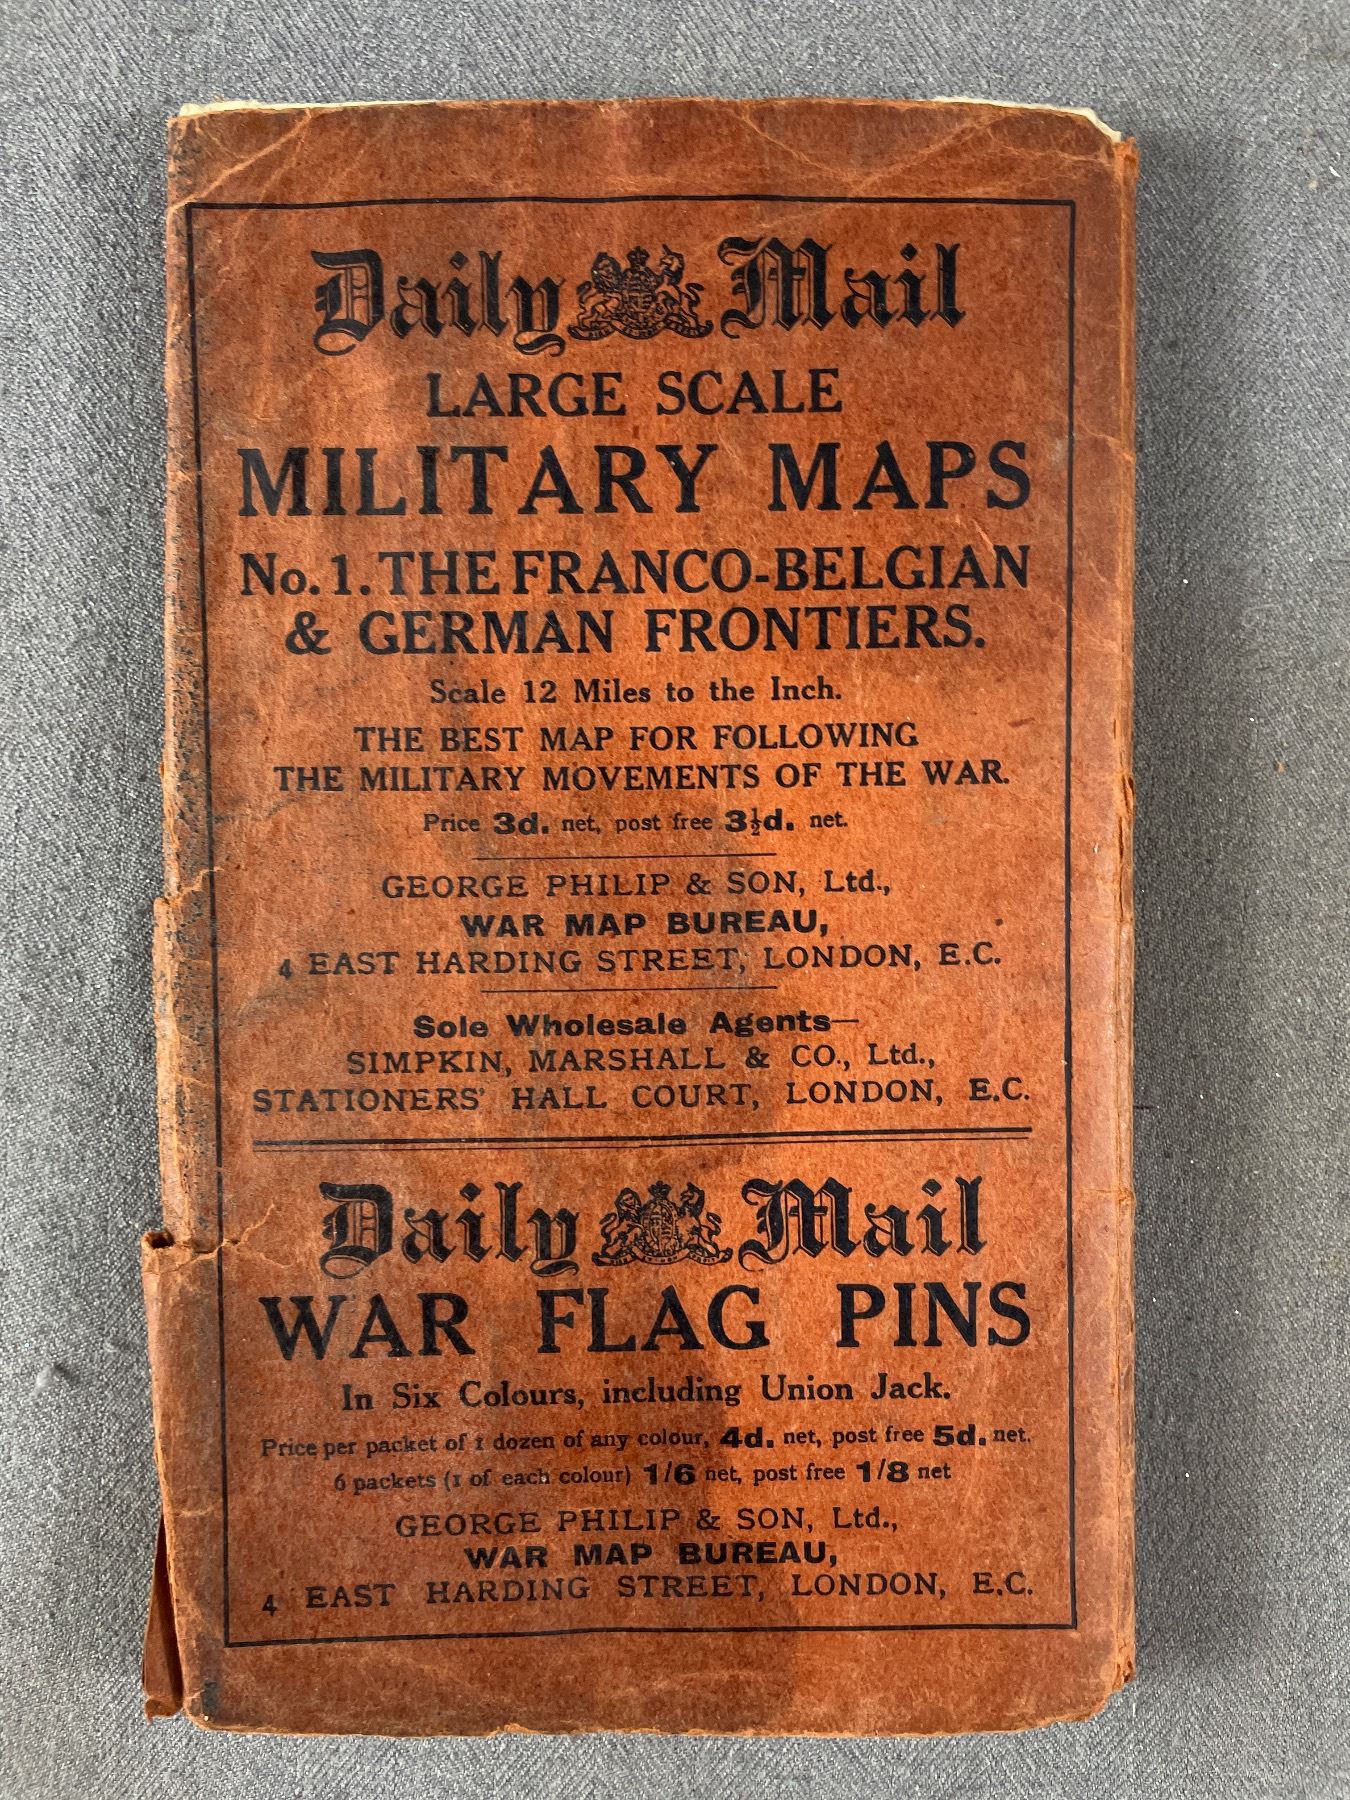 Daily Mail
LARGE SCALE
MILITARY MAPS
No. 1. THE FRANCO-BELGIAN
& GERMAN FRONTIERS.
Scale 12 Miles to the Inch.
THE BEST MAP FOR FOLLOWING
THE MILITARY MOVEMENTS OF THE WAR.
Price 3d. net, post free 3½d. net.
GEORGE PHILIP & SON, Ltd.,
WAR MAP BUREAU,
4 EAST HARDING STREET, LONDON, E.C.
Sole Wholesale Agents—
SIMPKIN, MARSHALL & CO., Ltd.,
STATIONERS' HALL COURT, LONDON, E.C.
Daily Mail
WAR FLAG PINS
In Six Colours, including Union Jack.
Price per packet of 1 dozen of any colour, 4d. net, post free 5d. net.
6 packets (1 of each colour) 1/6 net, post free 1/8 net
GEORGE PHILIP & SON, Ltd.,
WAR MAP BUREAU,
4 EAST HARDING STREET, LONDON, E.C.